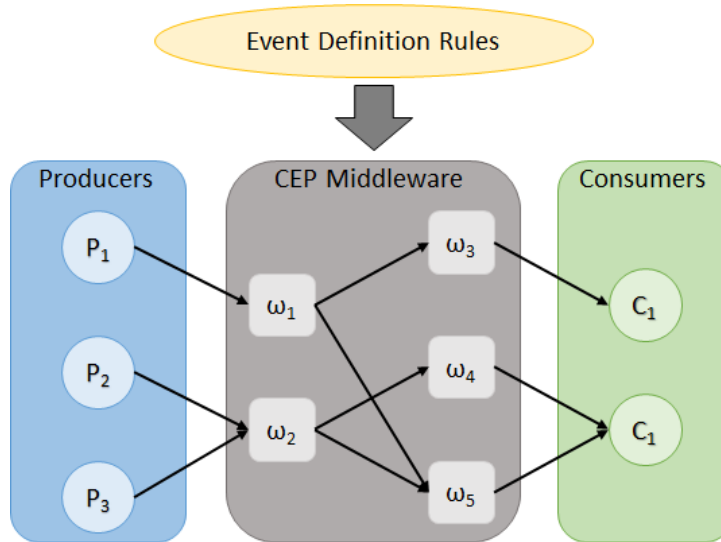 Event Definition Rules
Producers
CEP Middleware
Consumers
P₁
P₂
P₃
ω₁
ω₂
ω₃
ω₄
ω₅
C₁
C₁